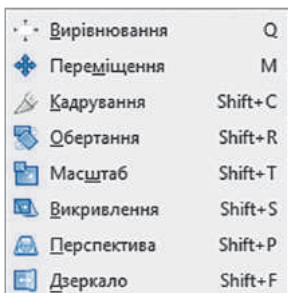 Вирівнювання Q
Переміщення M
Кадрування Shift+C
Обертання Shift+R
Масштаб Shift+T
Викривлення Shift+S
Перспектива Shift+P
Дзеркало Shift+F